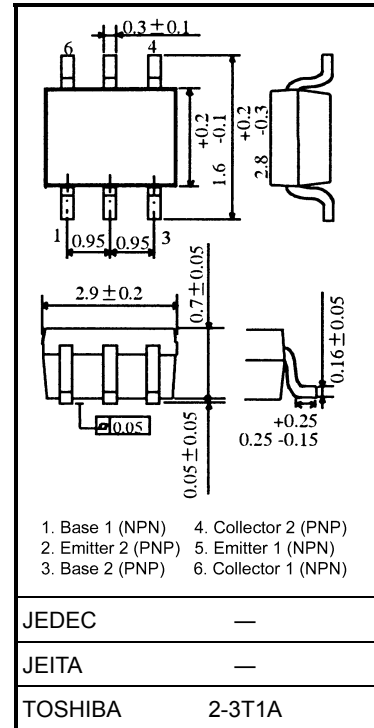 0.3±0.1
6 4
+0.2
1.6 -0.1
+0.2
2.8 -0.3
1 0.95 0.95 3
2.9±0.2
0.7±0.05
0.16±0.05
0.05
0.05±0.05
+0.25
0.25 -0.15
1. Base 1 (NPN) 4. Collector 2 (PNP)
2. Emitter 2 (PNP) 5. Emitter 1 (NPN)
3. Base 2 (PNP) 6. Collector 1 (NPN)
JEDEC —
JEITA —
TOSHIBA 2-3T1A